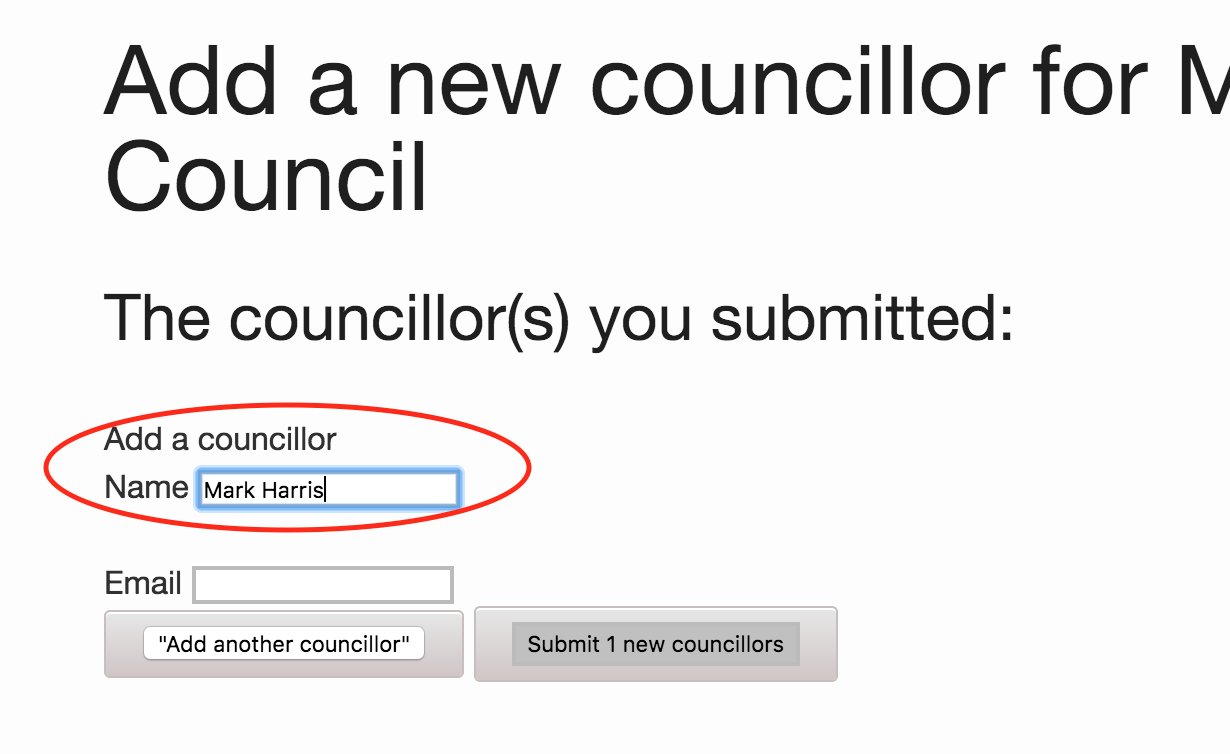 Add a new councillor for M
Council
The councillor(s) you submitted:
Add a councillor
Name Mark Harris
Email
"Add another councillor" Submit 1 new councillors